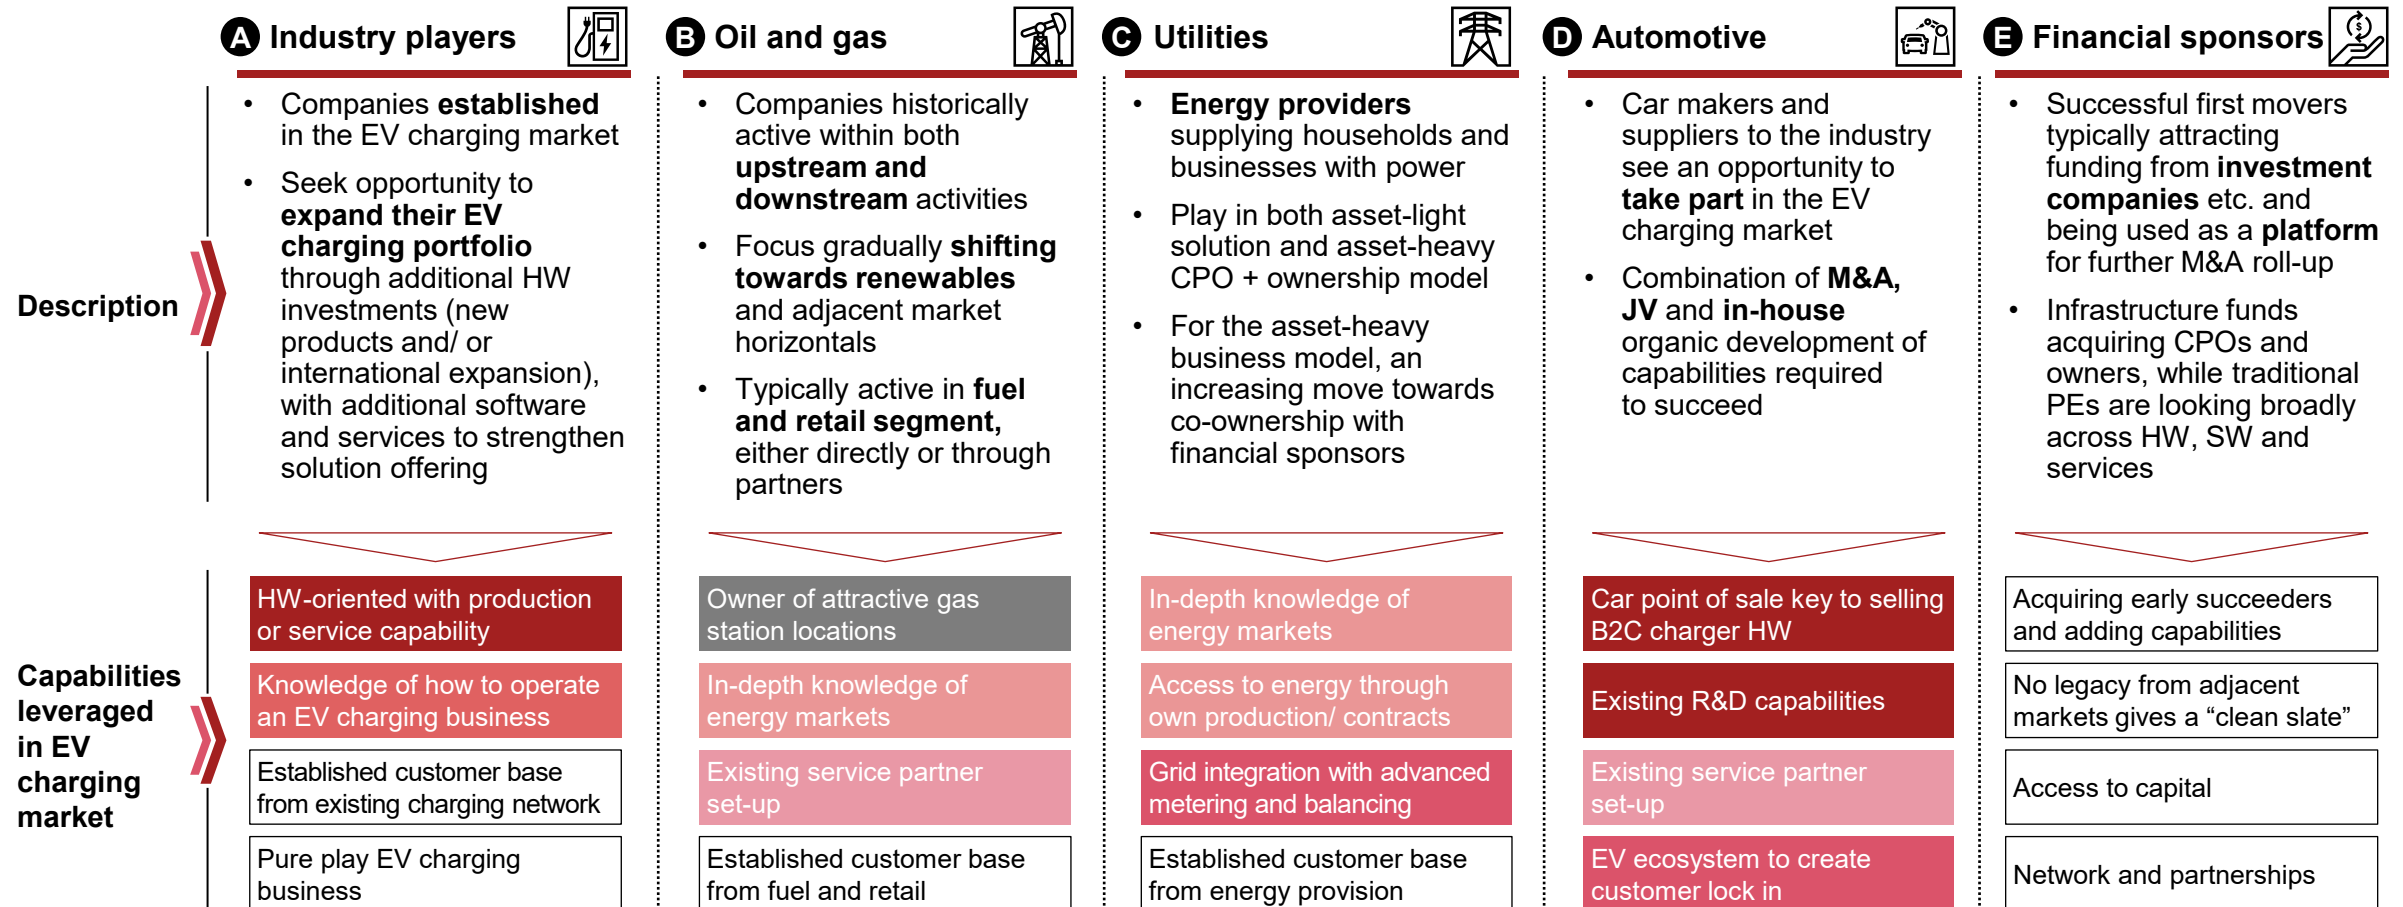 A Industry players
B Oil and gas
C Utilities
D Automotive
E Financial sponsors
Description
• Companies established
in the EV charging market
• Seek opportunity to
expand their EV
charging portfolio
through additional HW
investments (new
products and/ or
international expansion),
with additional software
and services to strengthen
solution offering
• Companies historically
active within both
upstream and
downstream activities
• Focus gradually shifting
towards renewables
and adjacent market
horizontals
• Typically active in fuel
and retail segment,
either directly or through
partners
• Energy providers
supplying households and
businesses with power
• Play in both asset-light
solution and asset-heavy
CPO + ownership model
• For the asset-heavy
business model, an
increasing move towards
co-ownership with
financial sponsors
• Car makers and
suppliers to the industry
see an opportunity to
take part in the EV
charging market
• Combination of M&A,
JV and in-house
organic development of
capabilities required
to succeed
• Successful first movers
typically attracting
funding from investment
companies etc. and
being used as a platform
for further M&A roll-up
• Infrastructure funds
acquiring CPOs and
owners, while traditional
PEs are looking broadly
across HW, SW and
services
Capabilities
leveraged
in EV
charging
market
HW-oriented with production
or service capability
Knowledge of how to operate
an EV charging business
Established customer base
from existing charging network
Pure play EV charging
business
Owner of attractive gas
station locations
In-depth knowledge of
energy markets
Existing service partner
set-up
Established customer base
from fuel and retail
In-depth knowledge of
energy markets
Access to energy through
own production/ contracts
Grid integration with advanced
metering and balancing
Established customer base
from energy provision
Car point of sale key to selling
B2C charger HW
Existing R&D capabilities
Existing service partner
set-up
EV ecosystem to create
customer lock in
Acquiring early succeeders
and adding capabilities
No legacy from adjacent
markets gives a “clean slate”
Access to capital
Network and partnerships